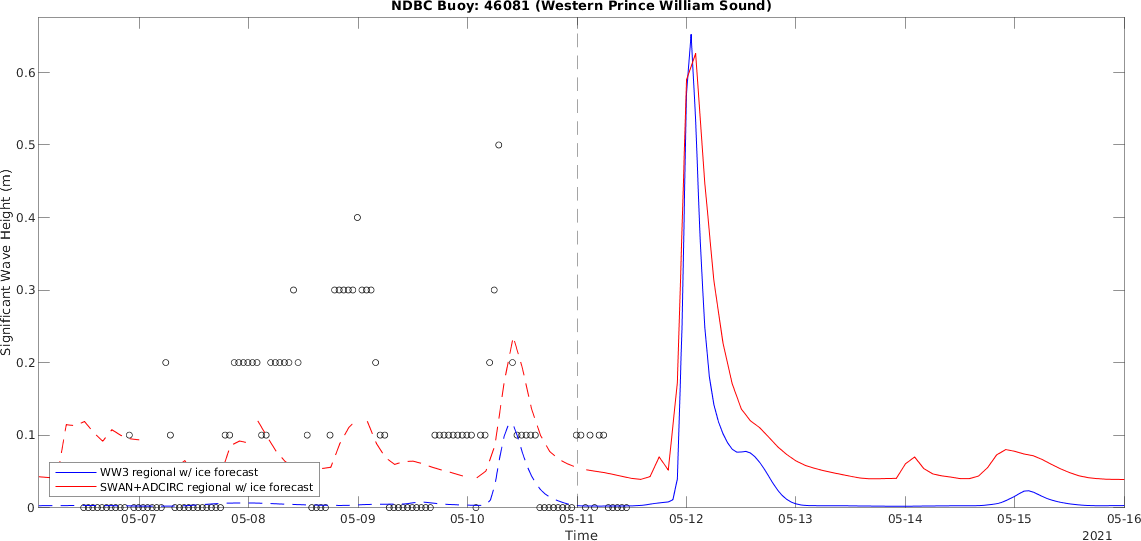 NDBC Buoy: 46081 (Western Prince William Sound)
0.6
0.5
0.4
0.3
0.2
0.1
0
Significant Wave Height (m)
WW3 regional w/ ice forecast
SWAN+ADCIRC regional w/ ice forecast
05-07 05-08 05-09 05-10 05-11 05-12 05-13 05-14 05-15 05-16
Time
2021